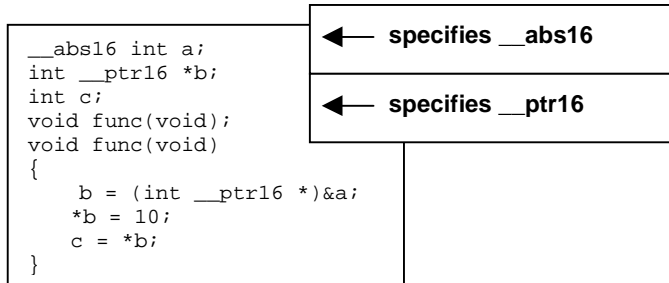 __abs16 int a;
int __ptr16 *b;
int c;
void func(void);
void func(void)
{
b = (int __ptr16 *)&a;
*b = 10;
c = *b;
}
specifies __abs16
specifies __ptr16